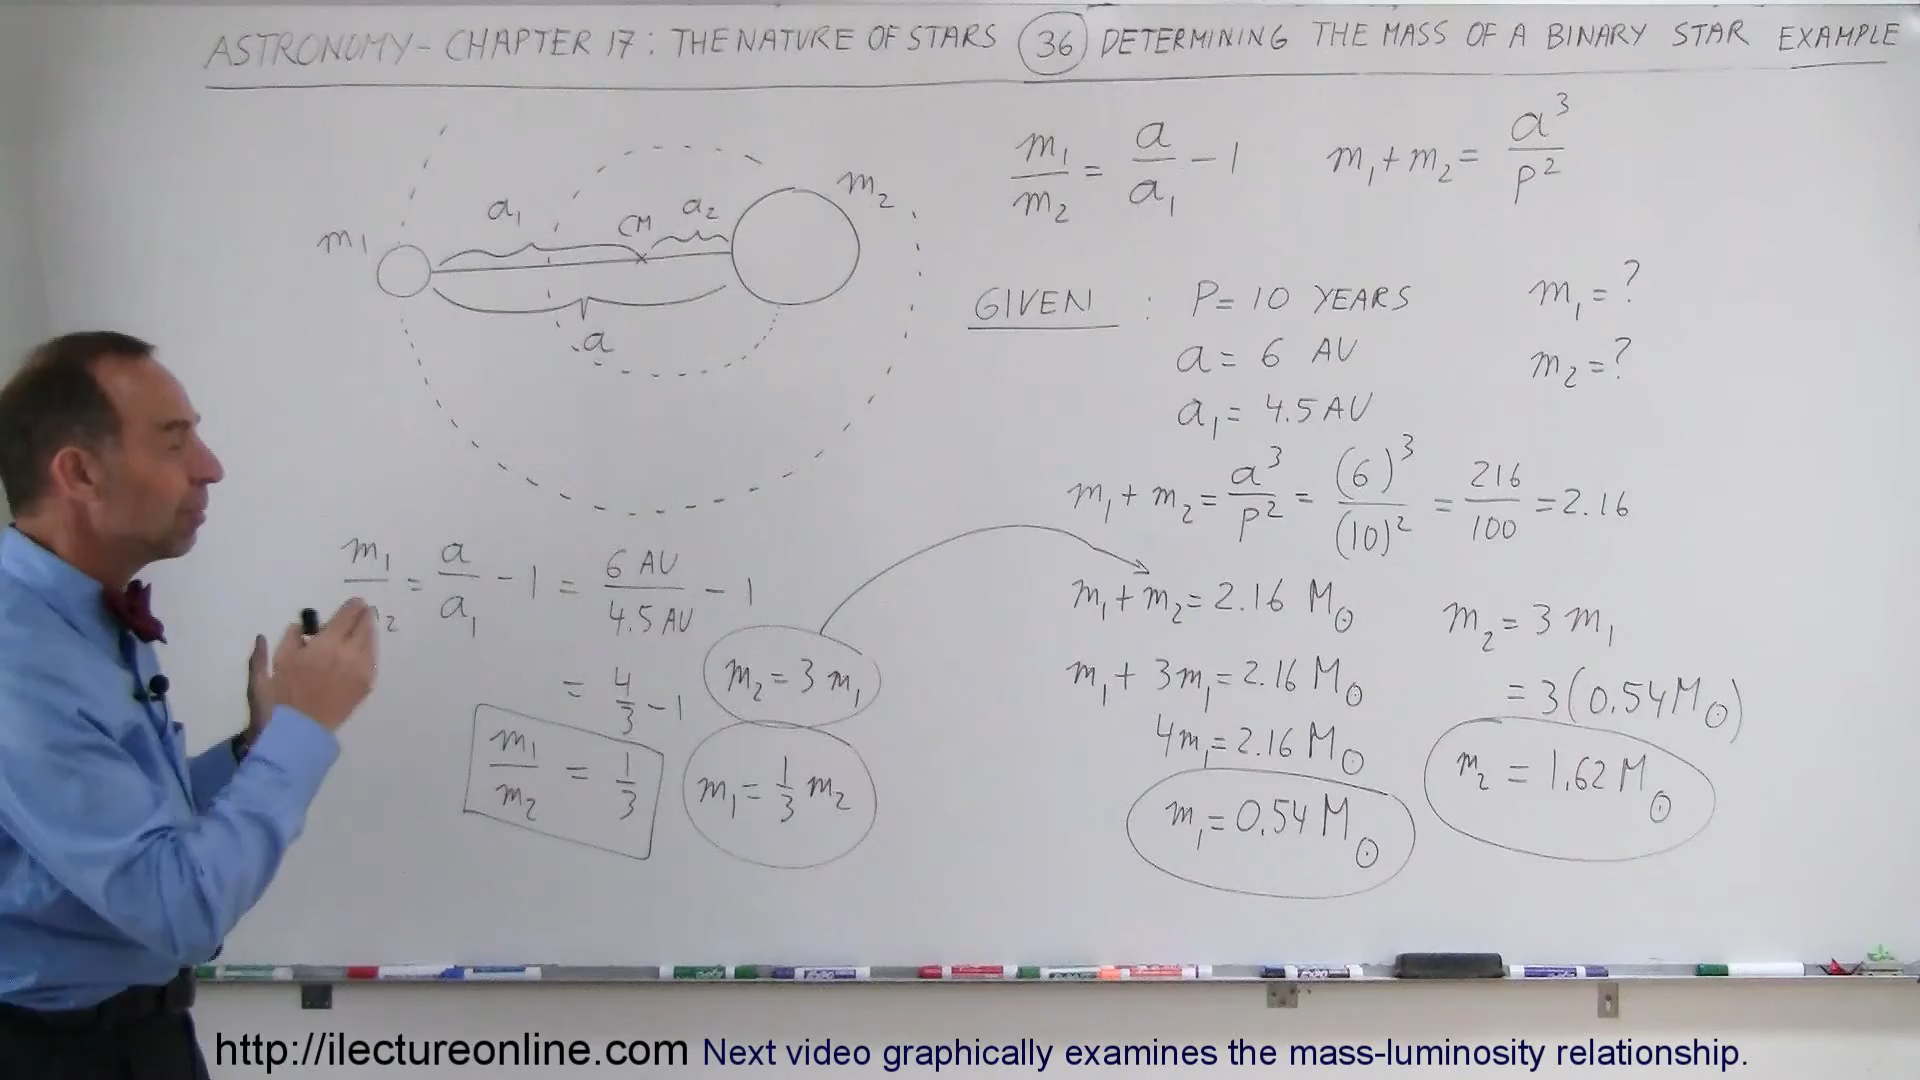 ASTRONOMY - CHAPTER 17: THE NATURE OF STARS 36 DETERMINING THE MASS OF A BINARY STAR EXAMPLE
m₁
a₁
CM
a₂
m₂
a
m₁/m₂ = a/a₁ - 1
m₁ + m₂ = a³/P²
GIVEN : P = 10 YEARS
a = 6 AU
a₁ = 4.5 AU
m₁ = ?
m₂ = ?
m₁ + m₂ = a³/P² = (6)³/(10)² = 216/100 = 2.16
m₁/m₂ = a/a₁ - 1 = 6 AU/4.5 AU - 1
= 4/3 - 1
m₁/m₂ = 1/3
m₂ = 3 m₁
m₁ = 1/3 m₂
m₁ + m₂ = 2.16 M☉
m₁ + 3m₁ = 2.16 M☉
4m₁ = 2.16 M☉
m₁ = 0.54 M☉
m₂ = 3 m₁
= 3(0.54 M☉)
m₂ = 1.62 M☉
http://ilectureonline.com Next video graphically examines the mass-luminosity relationship.